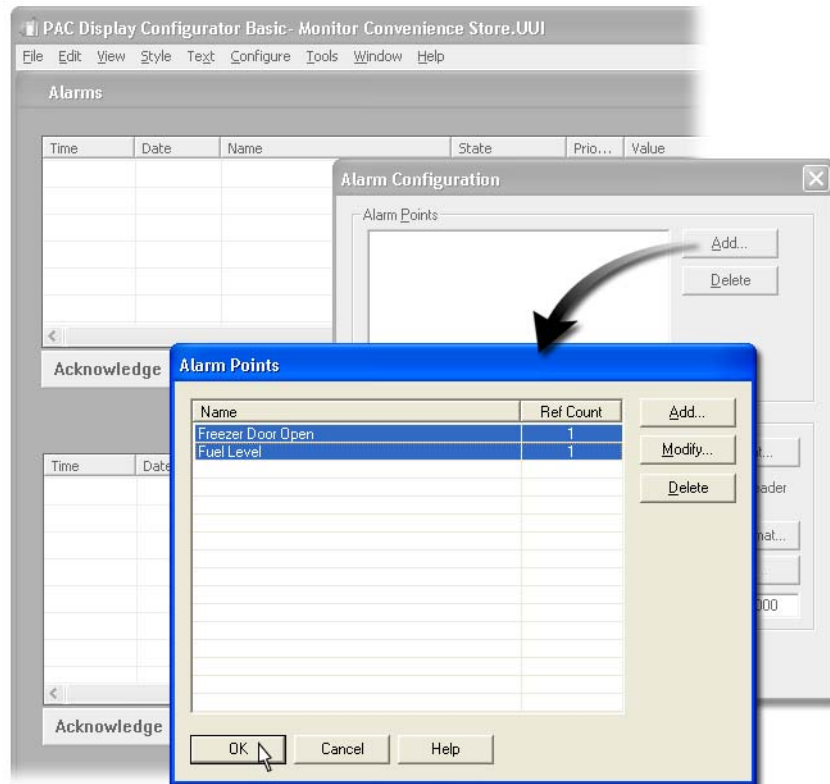 PAC Display Configurator Basic- Monitor Convenience Store.UUI
File Edit View Style Text Configure Tools Window Help
Alarms
Time Date Name State Prio... Value
Alarm Configuration
Alarm Points
Add...
Delete
Acknowledge
Alarm Points
Name Ref Count
Freezer Door Open 1
Fuel Level 1
Add...
Modify...
Delete
Time Date
OK Cancel Help
Acknowledge
000